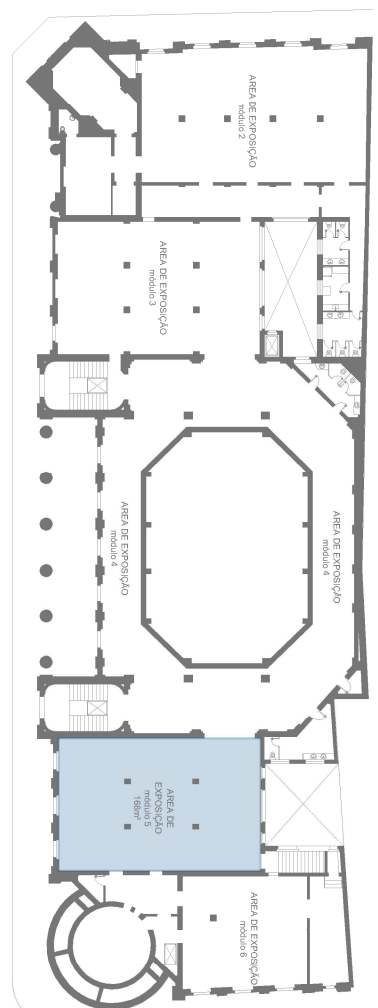 AREA DE EXPOSIÇÃO
módulo 2
AREA DE EXPOSIÇÃO
módulo 3
AREA DE EXPOSIÇÃO
módulo 4
AREA DE EXPOSIÇÃO
módulo 4
AREA DE
EXPOSIÇÃO
módulo 5
168m²
AREA DE EXPOSIÇÃO
módulo 6